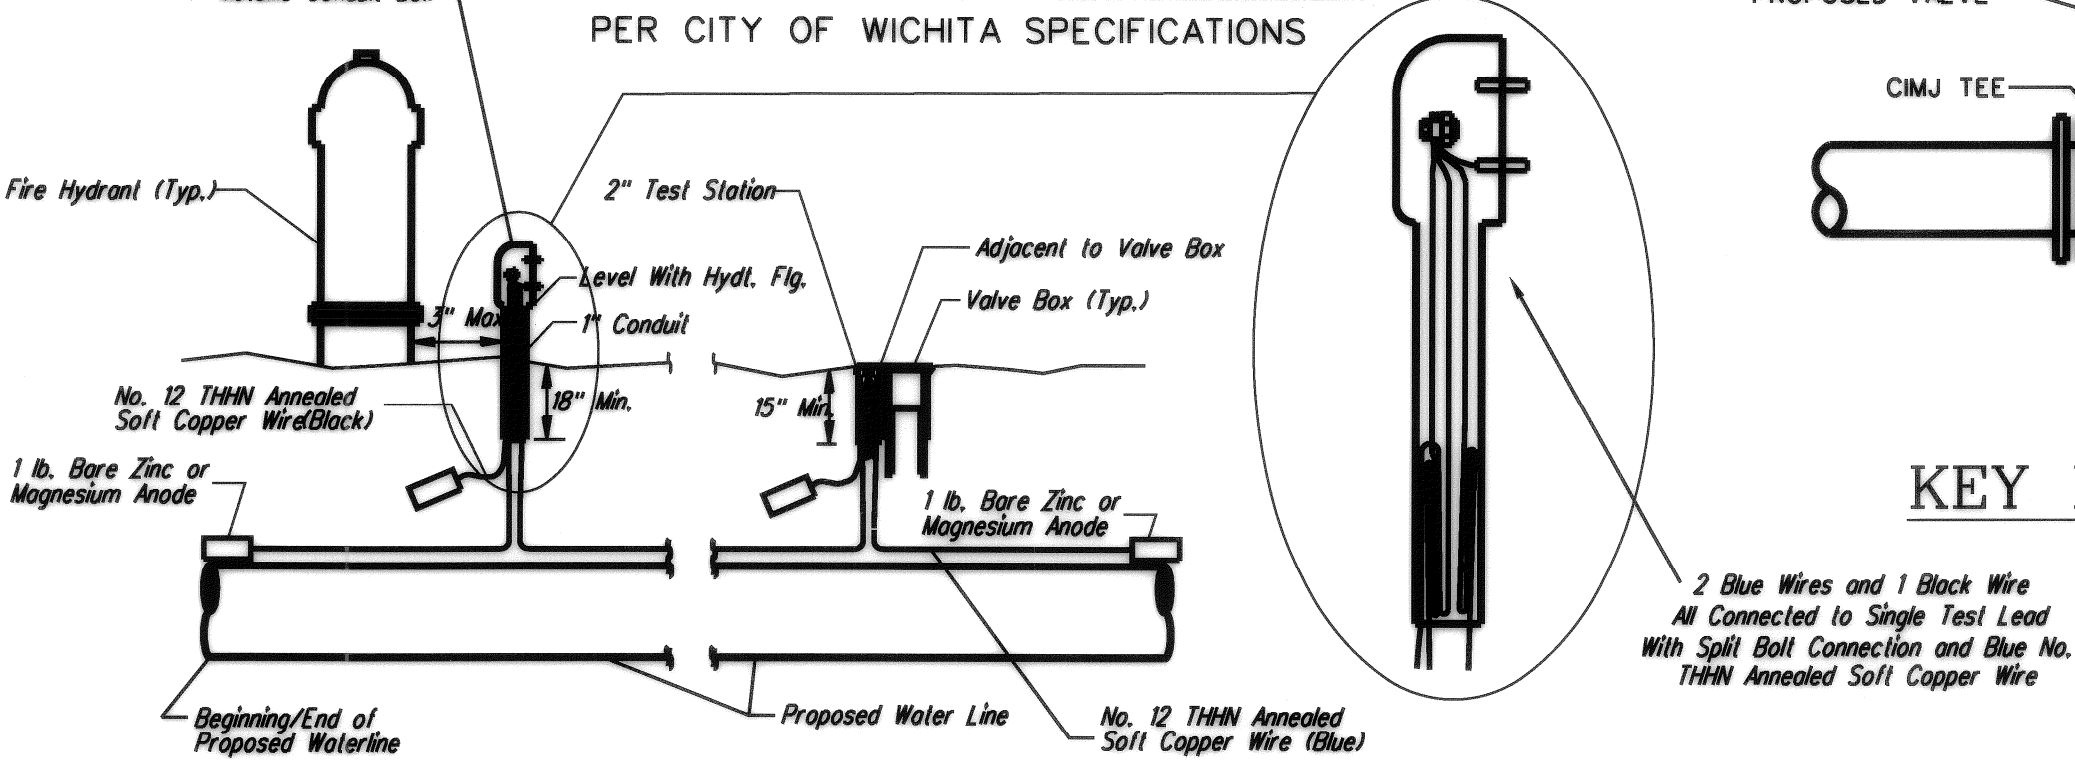 PER CITY OF WICHITA SPECIFICATIONS
PROPOSED VALVE
CIMJ TEE
Fire Hydrant (Typ.)
2" Test Station
Adjacent to Valve Box
Level With Hydt. Flg.
Valve Box (Typ.)
3" Max
1" Conduit
No. 12 THHN Annealed
Soft Copper Wire(Black)
18" Min.
15" Min.
1 lb. Bare Zinc or
Magnesium Anode
1 lb. Bare Zinc or
Magnesium Anode
KEY
2 Blue Wires and 1 Black Wire
All Connected to Single Test Lead
With Split Bolt Connection and Blue No.
THHN Annealed Soft Copper Wire
Beginning/End of
Proposed Waterline
Proposed Water Line
No. 12 THHN Annealed
Soft Copper Wire (Blue)